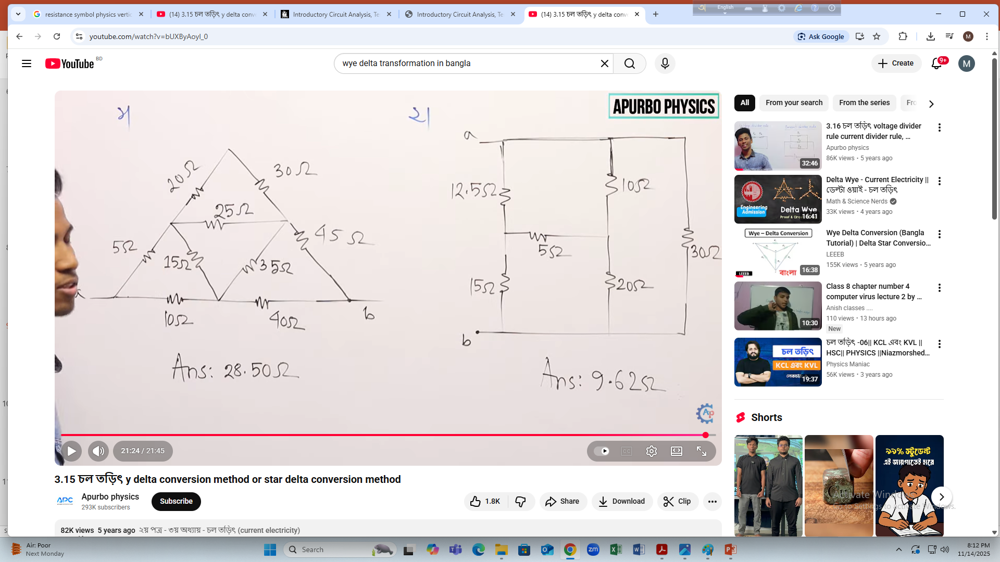 resistance symbol physics vertic
(14) 3.15 চল তড়িৎ y delta conv
Introductory Circuit Analysis, Te
Introductory Circuit Analysis, Te
(14) 3.15 চল তড়িৎ y delta conv
English
youtube.com/watch?v=bUXByAoyl_0
Ask Google
M
YouTube BD
wye delta transformation in bangla
Create
9+
M
APURBO PHYSICS
১।
২।
a
20Ω
30Ω
12.5Ω
10Ω
25Ω
45Ω
5Ω
15Ω
35Ω
5Ω
30Ω
15Ω
20Ω
10Ω
40Ω
b
b
Ans: 28.50Ω
Ans: 9.62Ω
Ap
21:24 / 21:45
CC
3.15 চল তড়িৎ y delta conversion method or star delta conversion method
APC
Apurbo physics
293K subscribers
Subscribe
1.8K
Share
Download
Clip
82K views 5 years ago ২য় পত্র - ৩য় অধ্যায় - চল তড়িৎ (current electricity)
All
From your search
From the series
Fro
32:46
3.16 চল তড়িৎ voltage divider
rule current divider rule, ...
Apurbo physics
86K views • 5 years ago
Engineering
Admission
Delta Wye
16:41
Delta Wye - Current Electricity ||
ডেল্টা ওয়াই - চল তড়িৎ
Math & Science Nerds
33K views • 4 years ago
Wye – Delta Conversion
LEEEB
বাংলা
16:38
Wye Delta Conversion (Bangla
Tutorial) | Delta Star Conversio...
LEEEB
155K views • 5 years ago
10:30
Class 8 chapter number 4
computer virus lecture 2 by ...
Anish classes ....
110 views • 13 hours ago
New
চল তড়িৎ
KCL এবং KVL
19:37
চল তড়িৎ -06|| KCL এবং KVL ||
HSC|| PHYSICS ||Niazmorshed...
Physics Maniac
56K views • 3 years ago
Shorts
Cu
৯৯% স্টুডেন্ট
এই জায়গাতেই হারে
Activate Windows
Go to Settings to activate Windows.
Air: Poor
Next Monday
Search
zm
8:12 PM
11/14/2025